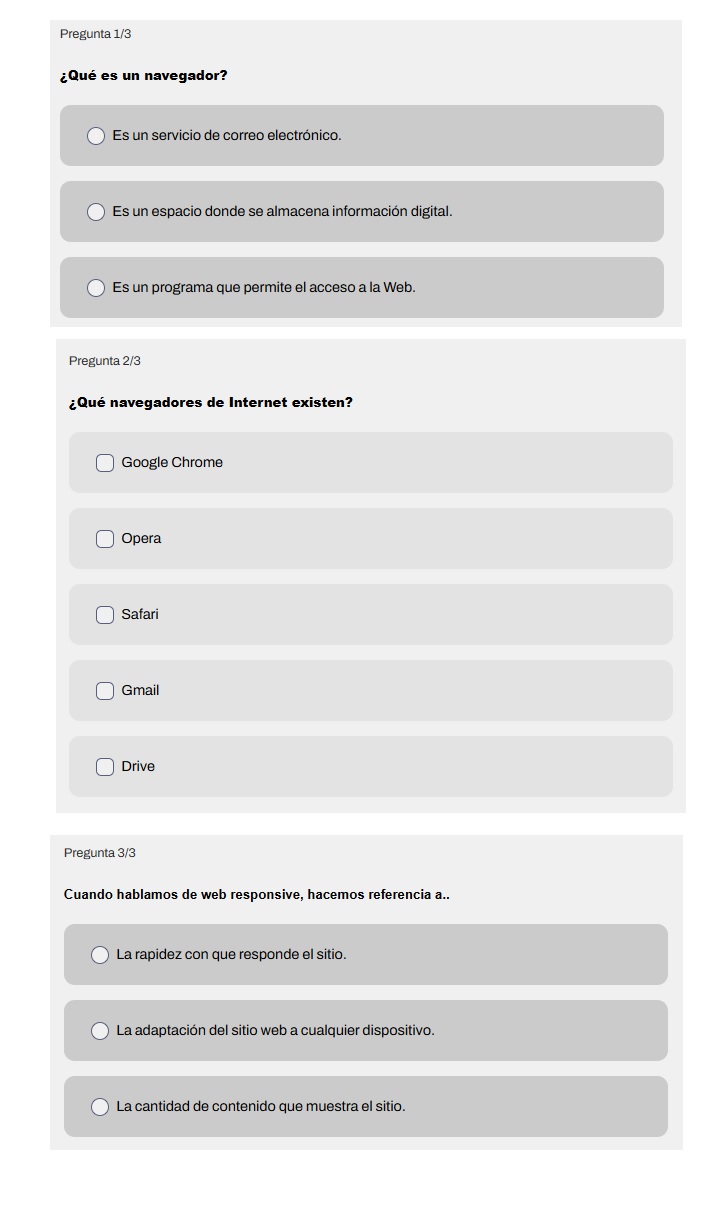 Pregunta 1/3
¿Qué es un navegador?
Es un servicio de correo electrónico.
Es un espacio donde se almacena información digital.
Es un programa que permite el acceso a la Web.
Pregunta 2/3
¿Qué navegadores de Internet existen?
Google Chrome
Opera
Safari
Gmail
Drive
Pregunta 3/3
Cuando hablamos de web responsive, hacemos referencia a..
La rapidez con que responde el sitio.
La adaptación del sitio web a cualquier dispositivo.
La cantidad de contenido que muestra el sitio.